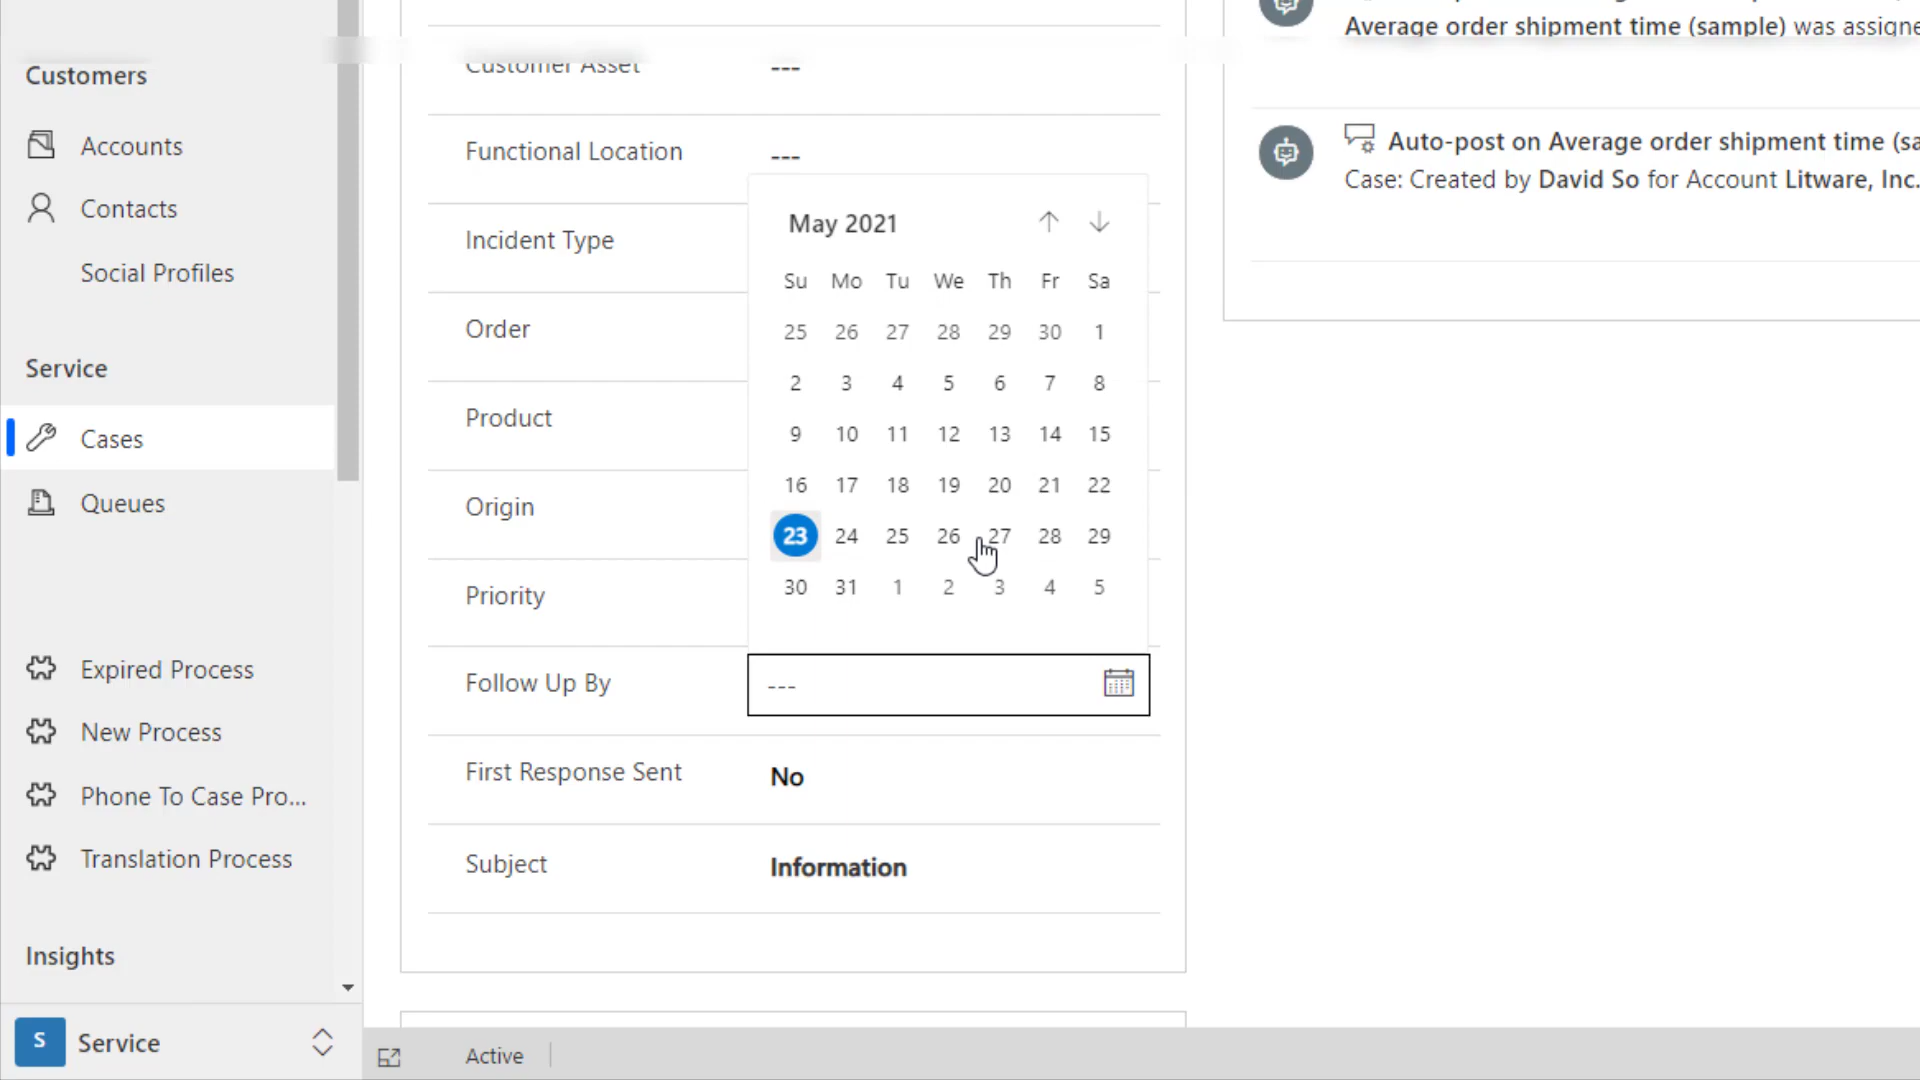 Customers
Accounts
Contacts
Social Profiles
Service
Cases
Queues
Expired Process
New Process
Phone To Case Pro...
Translation Process
Insights
S Service
Customer Asset ---
Functional Location ---
Incident Type
Order
Product
Origin
Priority
Follow Up By ---
First Response Sent No
Subject Information
May 2021
Su Mo Tu We Th Fr Sa
25 26 27 28 29 30 1
2 3 4 5 6 7 8
9 10 11 12 13 14 15
16 17 18 19 20 21 22
23 24 25 26 27 28 29
30 31 1 2 3 4 5
Average order shipment time (sample) was assigne
Auto-post on Average order shipment time (sa
Case: Created by David So for Account Litware, Inc.
Active